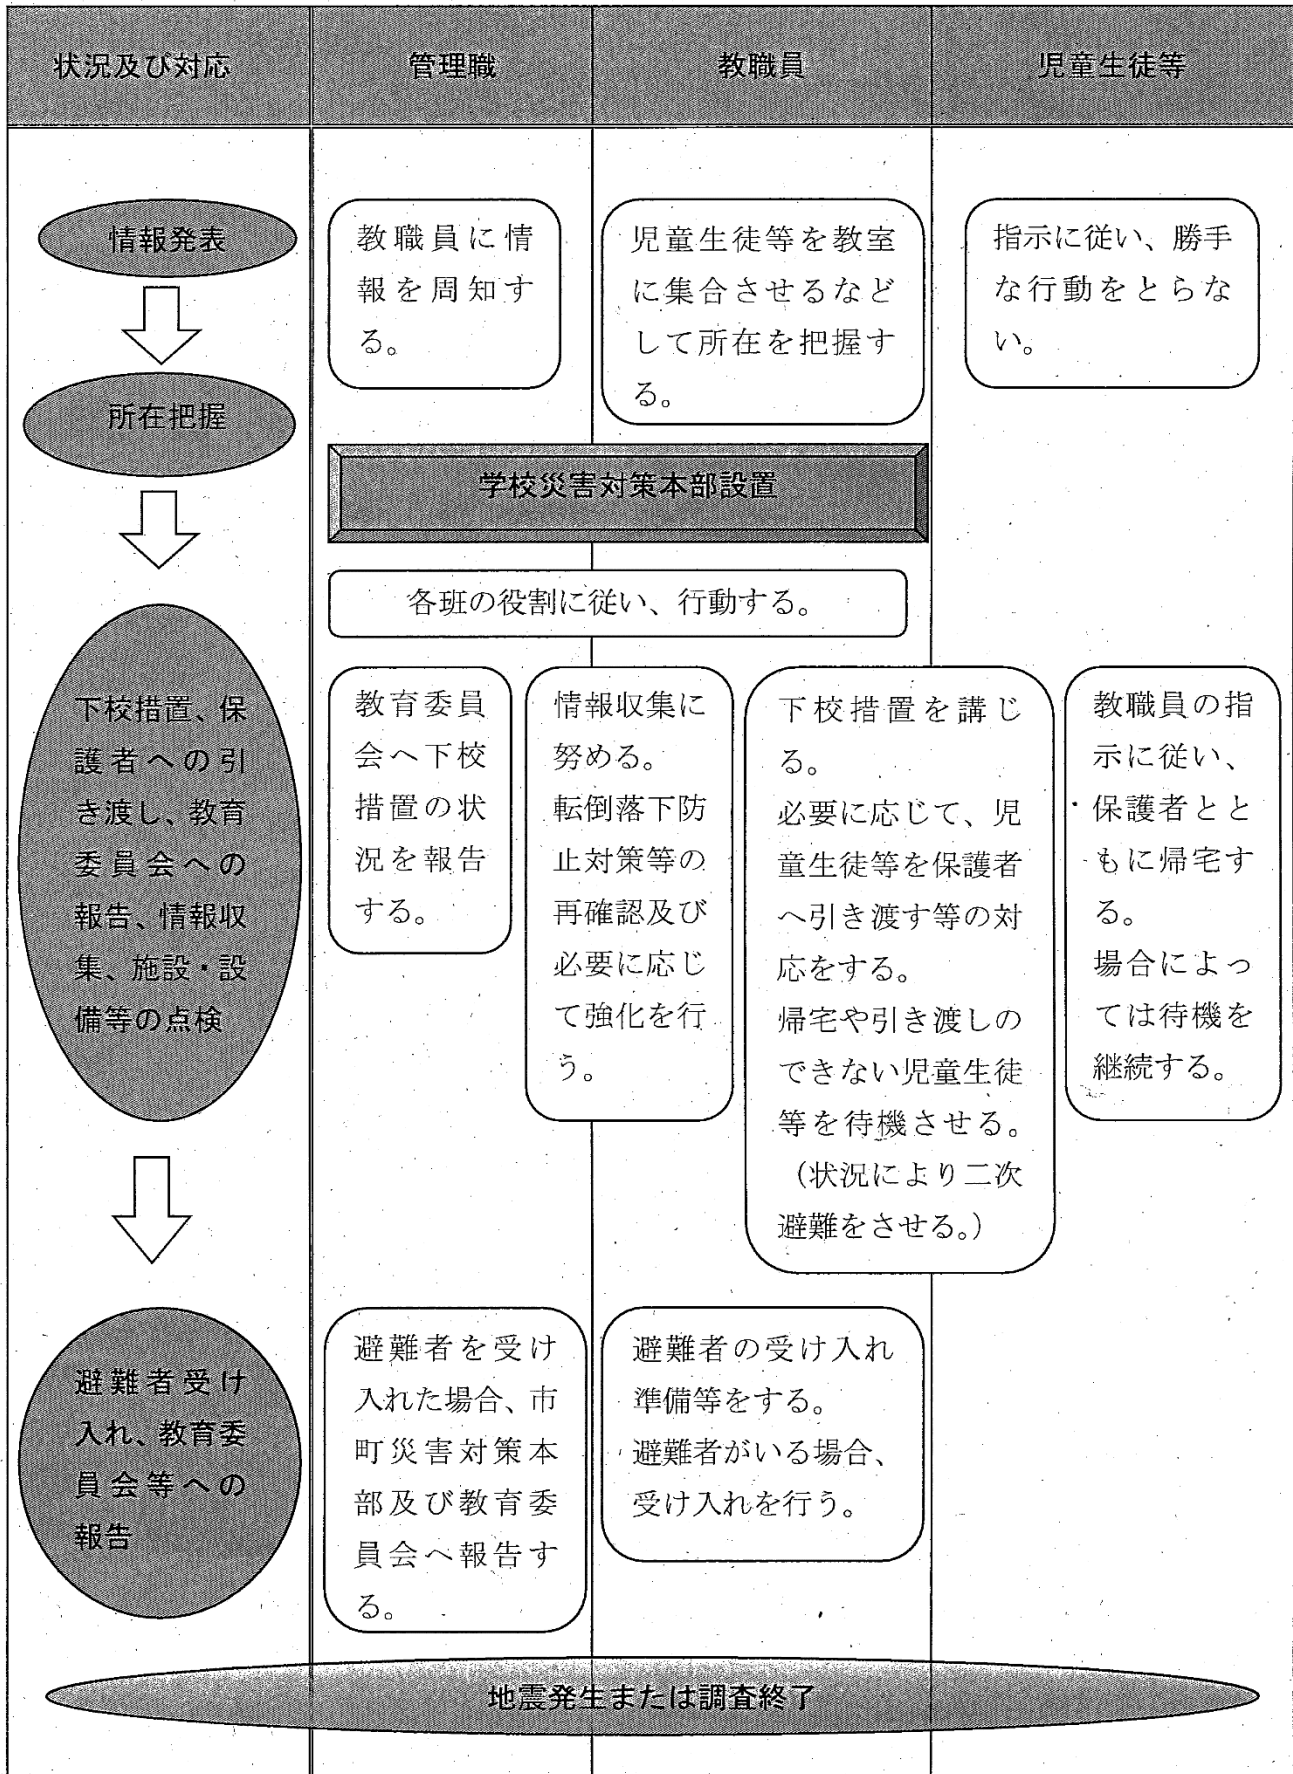 状況及び対応
管理職
教職員
児童生徒等
情報発表
教職員に情
報を周知す
る。
児童生徒等を教室
に集合させるなど
して所在を把握す
る。
指示に従い、勝手
な行動をとらな
い。
所在把握
学校災害対策本部設置
各班の役割に従い、行動する。
下校措置、保
護者への引
き渡し、教育
委員会への
報告、情報収
集、施設・設
備等の点検
教育委員
会へ下校
措置の状
況を報告
する。
情報収集に
努める。
転倒落下防
止対策等の
再確認及び
必要に応じ
て強化を行
う。
下校措置を講じ
る。
必要に応じて、児
童生徒等を保護者
へ引き渡す等の対
応をする。
帰宅や引き渡しの
できない児童生徒
等を待機させる。
（状況により二次
避難をさせる。）
教職員の指
示に従い、
保護者とと
もに帰宅す
る。
場合によっ
ては待機を
継続する。
避難者受け
入れ、教育委
員会等への
報告
避難者を受け
入れた場合、市
町災害対策本
部及び教育委
員会へ報告す
る。
避難者の受け入れ
準備等をする。
避難者がいる場合、
受け入れを行う。
地震発生または調査終了